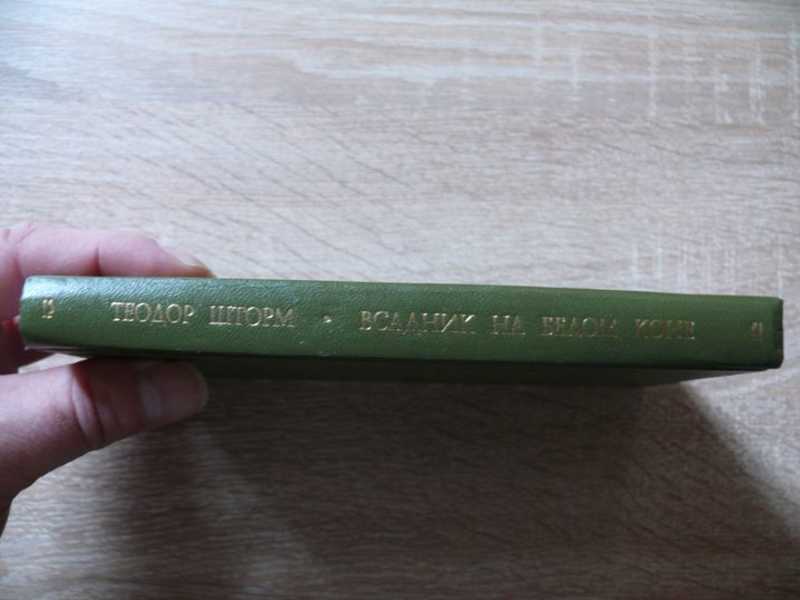 ТЕОДОР ШТОРМ • ВСАДНИК НА БЕЛОМ КОНЕ